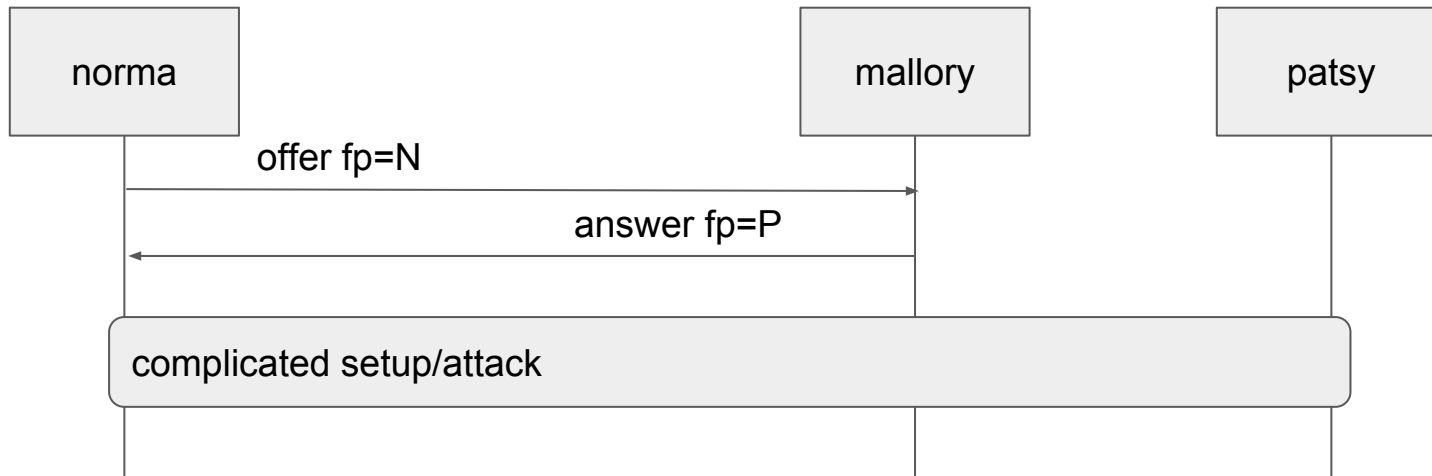 norma
mallory
patsy
offer fp=N
answer fp=P
complicated setup/attack